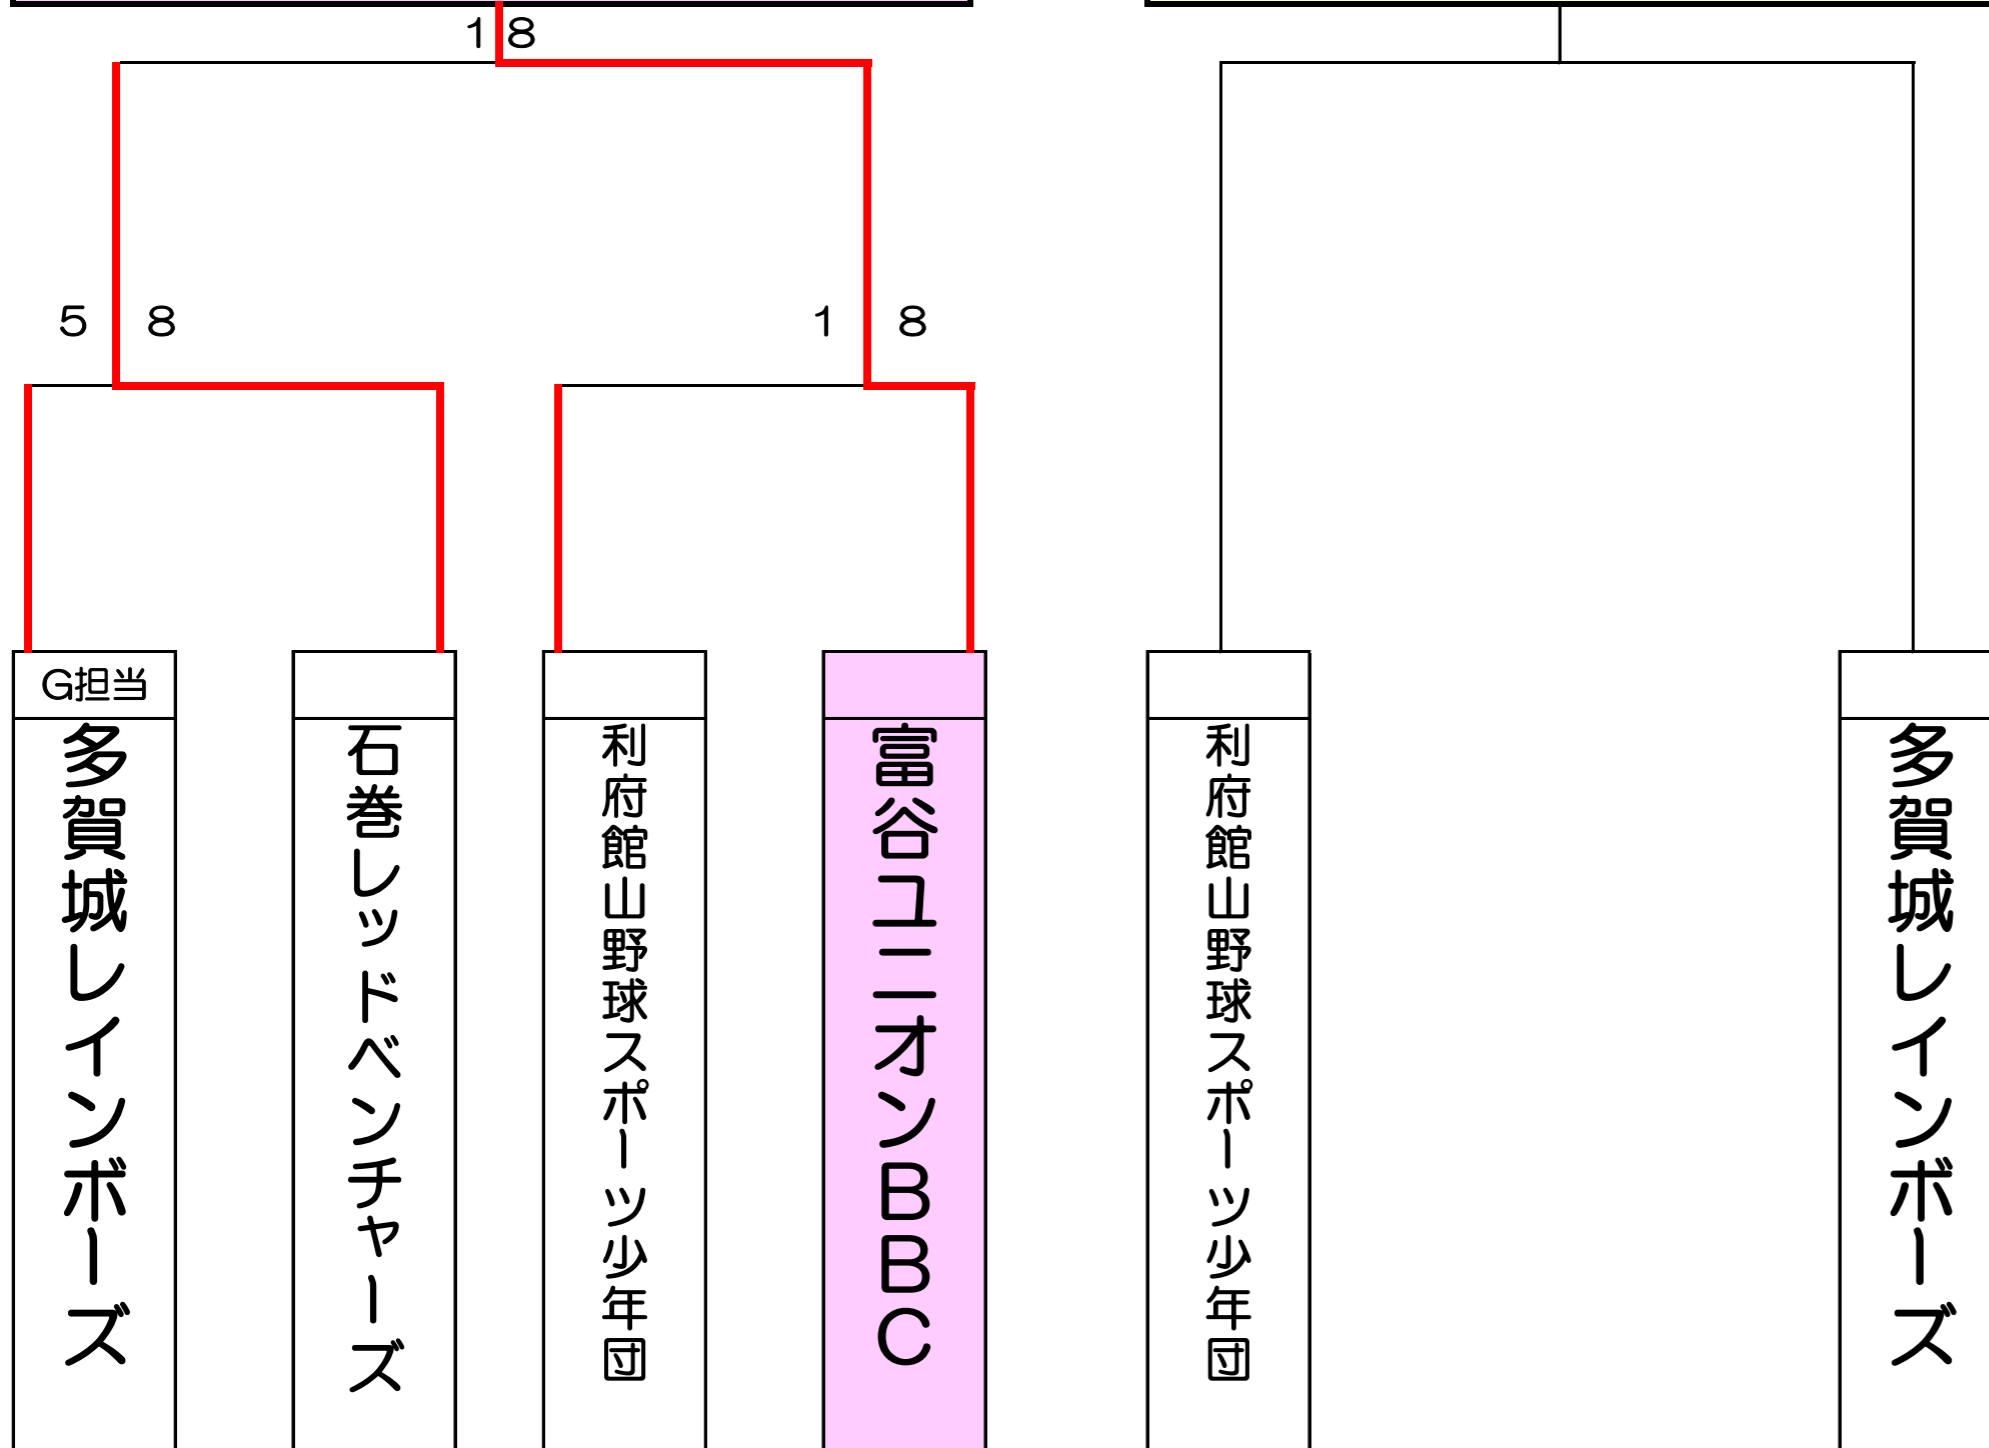 1 8
5 8
1 8
G担当
多賀城レインボーズ
石巻レッドベンチャーズ
利府館山野球スポーツ少年団
富谷ユニオンBBC
利府館山野球スポーツ少年団
多賀城レインボーズ